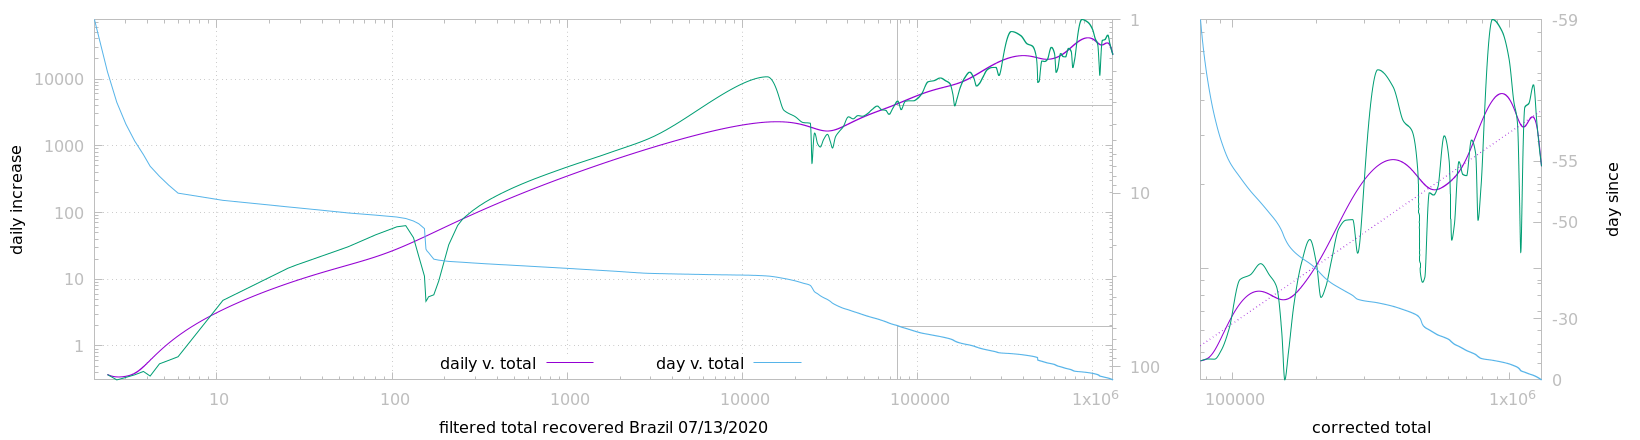 daily increase
10000
1000
100
10
1
10
100
1000
10000
100000
1x10^6
1
10
100
daily v. total
day v. total
filtered total recovered Brazil 07/13/2020
100000
1x10^6
-59
-55
-50
-30
0
day since
corrected total